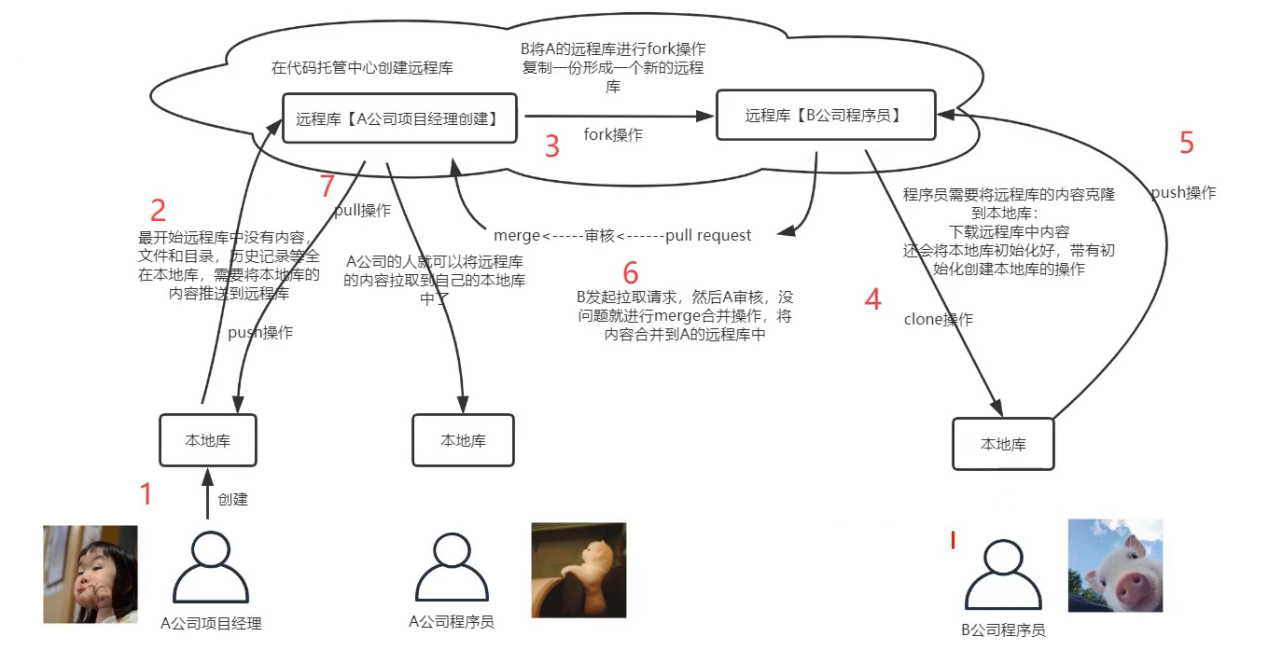 在代码托管中心创建远程库
B将A的远程库进行fork操作
复制一份形成一个新的远程
库
远程库【A公司项目经理创建】
fork操作
远程库【B公司程序员】
3
5
push操作
7
pull操作
2
最开始远程库中没有内容，
文件和目录，历史记录等全
在本地库，需要将本地库的
内容推送到远程库
push操作
A公司的人就可以将远程库
的内容拉取到自己的本地库
中了
merge<-----审核<------pull request
6
B发起拉取请求，然后A审核，没
问题就进行merge合并操作，将
内容合并到A的远程库中
程序员需要将远程库的内容克隆
到本地库：
下载远程库中内容
还会将本地库初始化好，带有初
始化创建本地库的操作
4
clone操作
本地库
本地库
本地库
1
创建
A公司项目经理
A公司程序员
B公司程序员